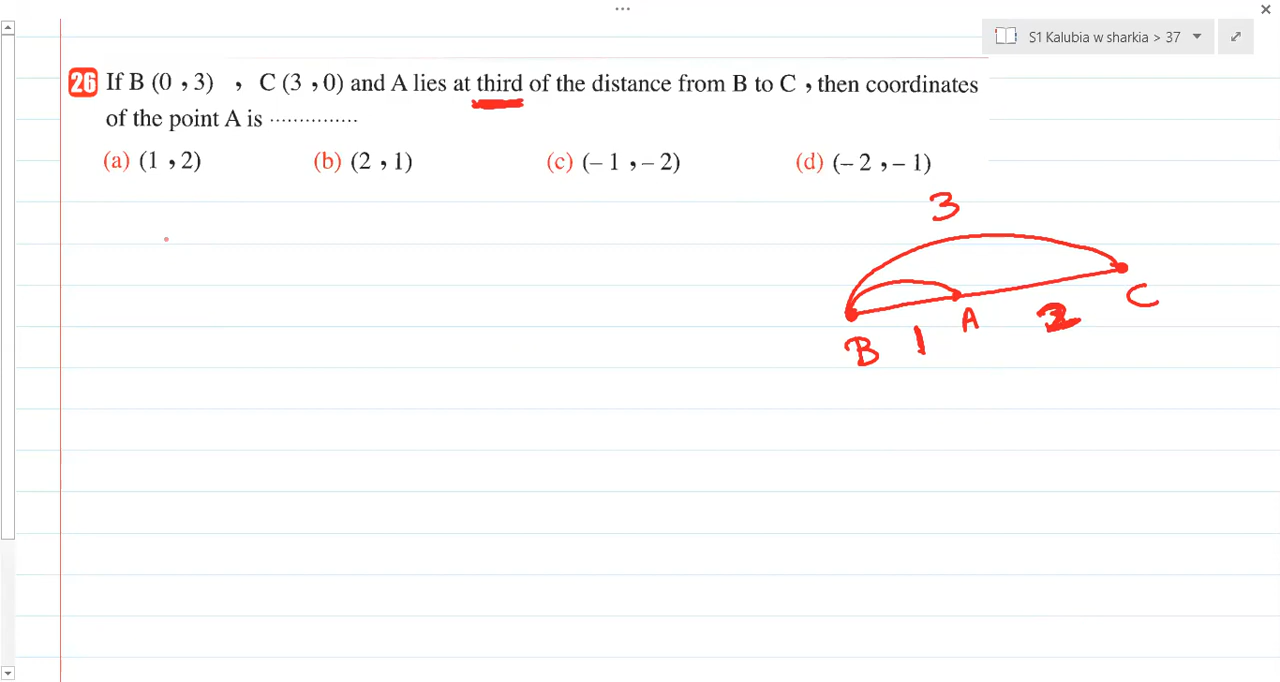 ...
S1 Kalubia w sharkia > 37
26 If B (0 , 3) , C (3 , 0) and A lies at third of the distance from B to C , then coordinates
of the point A is ...............
(a) (1 , 2) (b) (2 , 1) (c) (– 1 , – 2) (d) (– 2 , – 1)
3
B 1 A 2 C